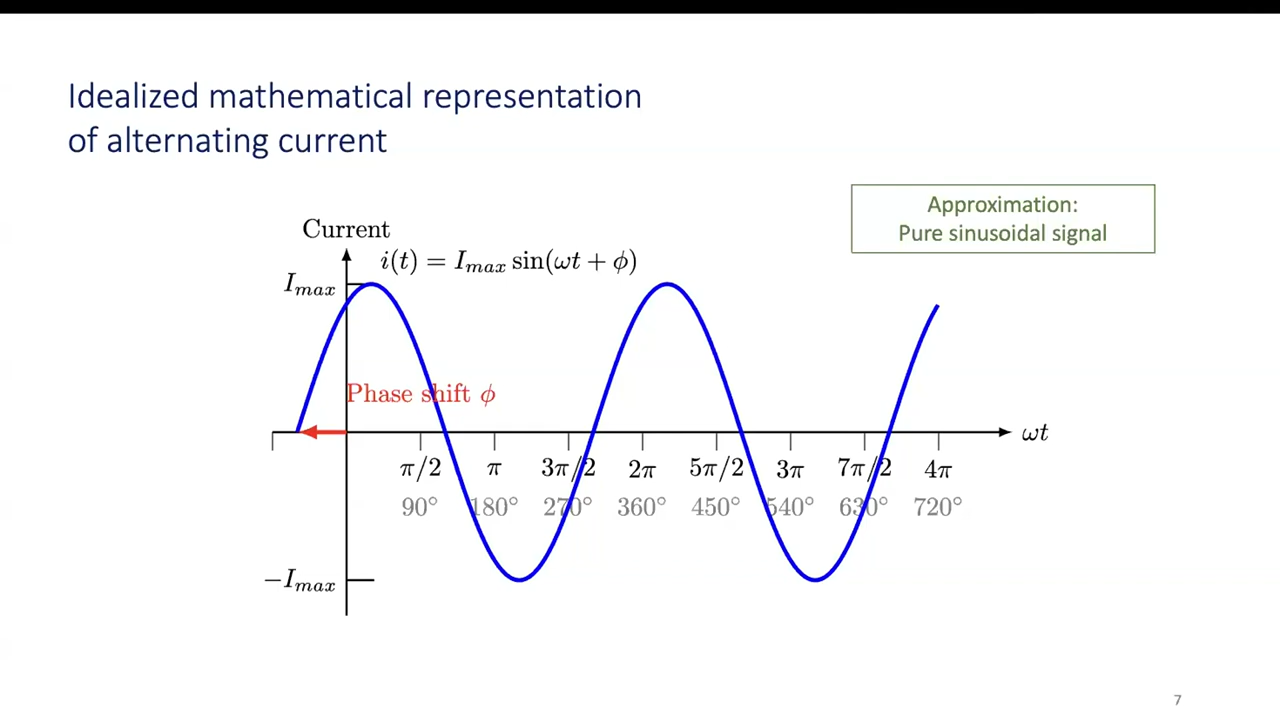 Idealized mathematical representation
of alternating current
Approximation:
Pure sinusoidal signal
Current
i(t) = I_max sin(ωt + ϕ)
I_max
Phase shift ϕ
ωt
π/2 π 3π/2 2π 5π/2 3π 7π/2 4π
90° 180° 270° 360° 450° 540° 630° 720°
−I_max
7